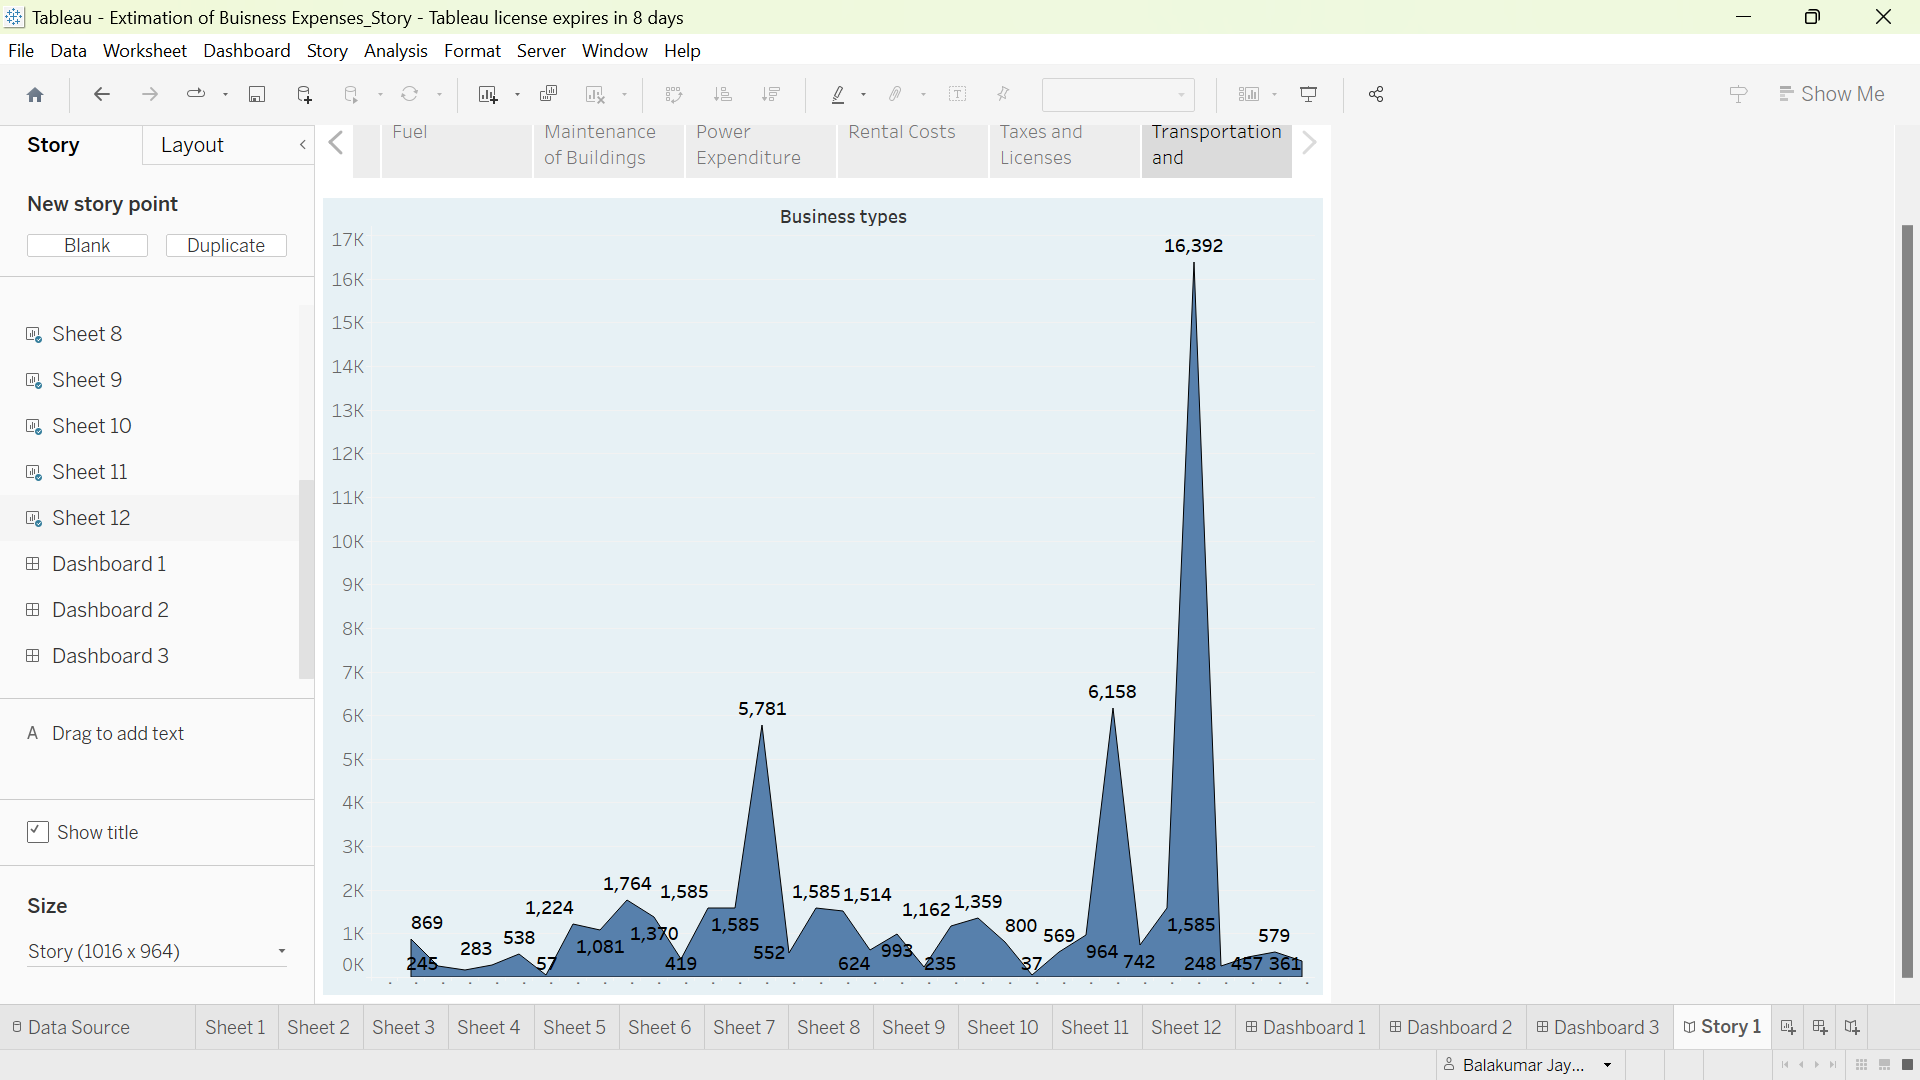 Tableau - Extimation of Buisness Expenses_Story - Tableau license expires in 8 days
File Data Worksheet Dashboard Story Analysis Format Server Window Help
Show Me
Story Layout
New story point
Blank Duplicate
Sheet 8
Sheet 9
Sheet 10
Sheet 11
Sheet 12
Dashboard 1
Dashboard 2
Dashboard 3
A Drag to add text
Show title
Size
Story (1016 x 964)
Fuel
Maintenance
of Buildings
Power
Expenditure
Rental Costs
Taxes and
Licenses
Transportation
and
Business types
17K
16K
15K
14K
13K
12K
11K
10K
9K
8K
7K
6K
5K
4K
3K
2K
1K
0K
16,392
6,158
5,781
1,764 1,585 1,585 1,514
1,224 1,162 1,359
869 538 283 1,081 1,370 1,585 800 569 1,585 579
245 57 419 552 624 993 235 37 964 742 248 457 361
Data Source Sheet 1 Sheet 2 Sheet 3 Sheet 4 Sheet 5 Sheet 6 Sheet 7 Sheet 8 Sheet 9 Sheet 10 Sheet 11 Sheet 12 Dashboard 1 Dashboard 2 Dashboard 3 Story 1
Balakumar Jay...